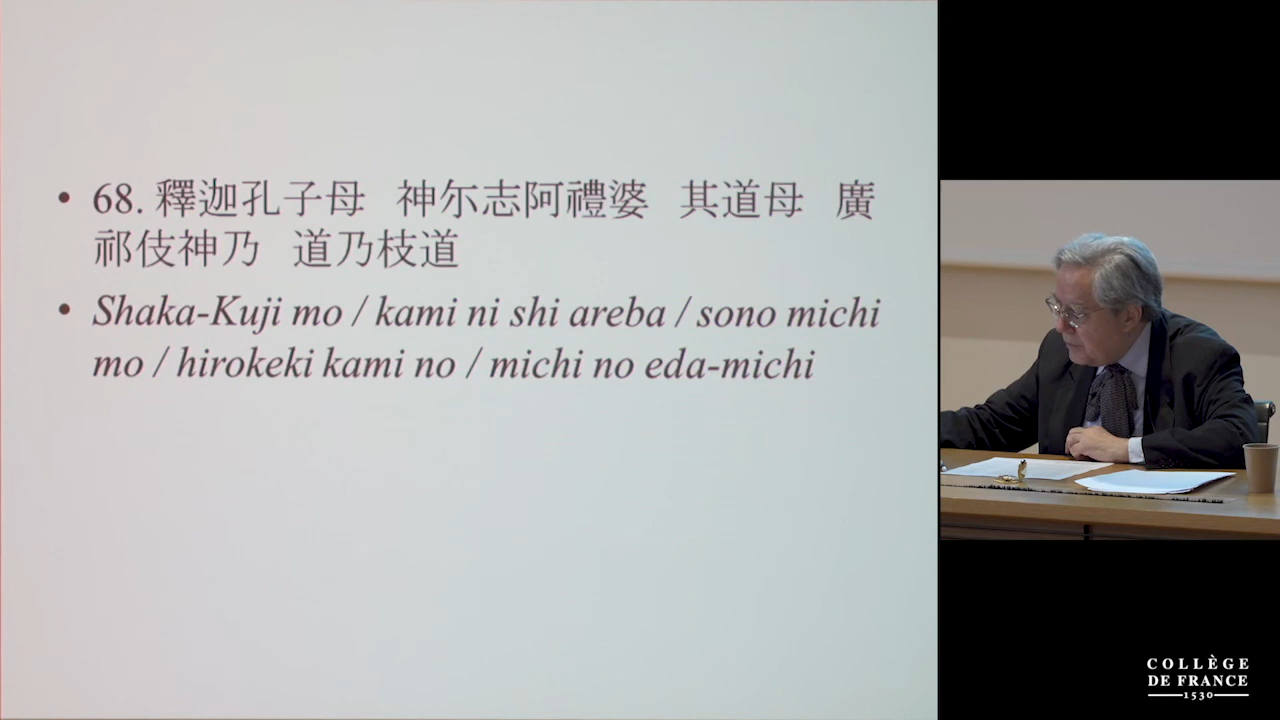 • 68. 釋迦孔子母 神尓志阿禮婆 其道母 廣
祁伎神乃 道乃枝道
• Shaka-Kuji mo / kami ni shi areba / sono michi
mo / hirokeki kami no / michi no eda-michi
COLLÈGE
DE FRANCE
1530